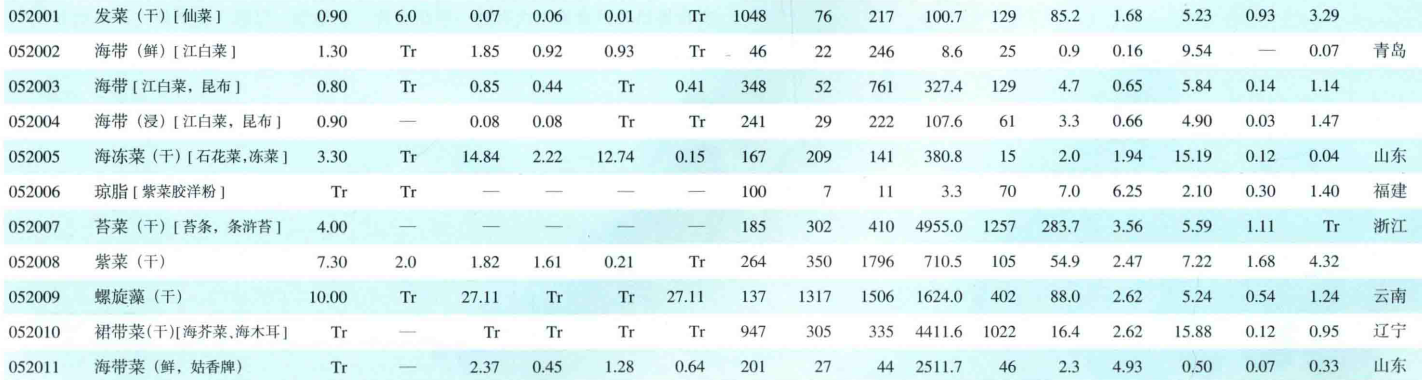 052001 发菜（干）[仙菜] 0.90 6.0 0.07 0.06 0.01 Tr 1048 76 217 100.7 129 85.2 1.68 5.23 0.93 3.29
052002 海带（鲜）[江白菜] 1.30 Tr 1.85 0.92 0.93 Tr 46 22 246 8.6 25 0.9 0.16 9.54 — 0.07 青岛
052003 海带[江白菜，昆布] 0.80 Tr 0.85 0.44 Tr 0.41 348 52 761 327.4 129 4.7 0.65 5.84 0.14 1.14
052004 海带（浸）[江白菜，昆布] 0.90 — 0.08 0.08 Tr Tr 241 29 222 107.6 61 3.3 0.66 4.90 0.03 1.47
052005 海冻菜（干）[石花菜,冻菜] 3.30 Tr 14.84 2.22 12.74 0.15 167 209 141 380.8 15 2.0 1.94 15.19 0.12 0.04 山东
052006 琼脂[紫菜胶洋粉] Tr Tr — — — — 100 7 11 3.3 70 7.0 6.25 2.10 0.30 1.40 福建
052007 苔菜（干）[苔条，条浒苔] 4.00 — — — — — 185 302 410 4955.0 1257 283.7 3.56 5.59 1.11 Tr 浙江
052008 紫菜（干） 7.30 2.0 1.82 1.61 0.21 Tr 264 350 1796 710.5 105 54.9 2.47 7.22 1.68 4.32
052009 螺旋藻（干） 10.00 Tr 27.11 Tr Tr 27.11 137 1317 1506 1624.0 402 88.0 2.62 5.24 0.54 1.24 云南
052010 裙带菜(干)[海芥菜、海木耳] Tr — Tr Tr Tr Tr 947 305 335 4411.6 1022 16.4 2.62 15.88 0.12 0.95 辽宁
052011 海带菜（鲜，姑香牌） Tr — 2.37 0.45 1.28 0.64 201 27 44 2511.7 46 2.3 4.93 0.50 0.07 0.33 山东